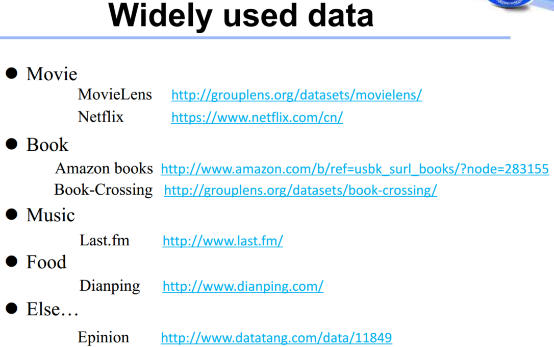 Widely used data
● Movie
MovieLens http://grouplens.org/datasets/movielens/
Netflix https://www.netflix.com/cn/
● Book
Amazon books http://www.amazon.com/b/ref=usbk_surl_books/?node=283155
Book-Crossing http://grouplens.org/datasets/book-crossing/
● Music
Last.fm http://www.last.fm/
● Food
Dianping http://www.dianping.com/
● Else…
Epinion http://www.datatang.com/data/11849